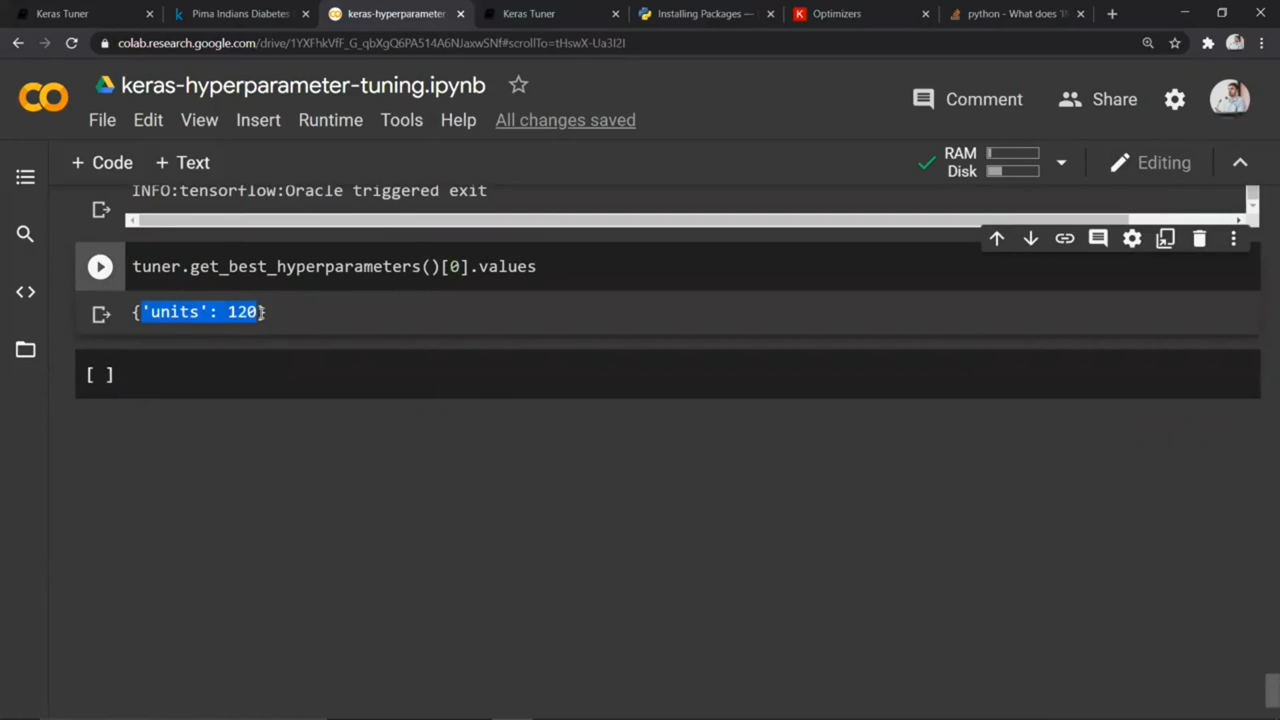 Keras Tuner
Pima Indians Diabetes
keras-hyperparameter
Keras Tuner
Installing Packages —
Optimizers
python - What does
colab.research.google.com/drive/1YXFhkVfF_G_qbXgQ6PA514A6NJaxwSNf#scrollTo=tHswX-Ua3I2I
CO keras-hyperparameter-tuning.ipynb
Comment Share
File Edit View Insert Runtime Tools Help All changes saved
+ Code + Text
RAM
Disk
Editing
INFO:tensorflow:Oracle triggered exit
tuner.get_best_hyperparameters()[0].values
{'units': 120}
[ ]